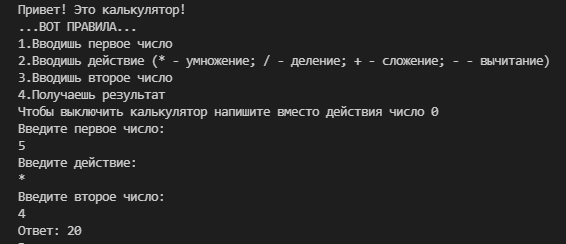 Привет! Это калькулятор!
...ВОТ ПРАВИЛА...
1.Вводишь первое число
2.Вводишь действие (* - умножение; / - деление; + - сложение; - - вычитание)
3.Вводишь второе число
4.Получаешь результат
Чтобы выключить калькулятор напишите вместо действия число 0
Введите первое число:
5
Введите действие:
*
Введите второе число:
4
Ответ: 20